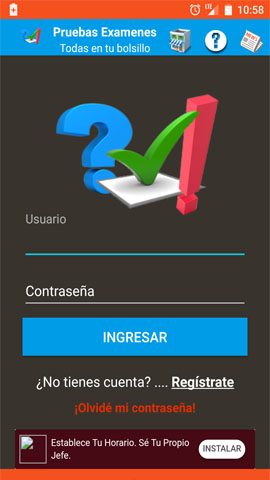 10:58
Pruebas Examenes
Todas en tu bolsillo
NEWS
Usuario
Contraseña
INGRESAR
¿No tienes cuenta? .... Regístrate
¡Olvidé mi contraseña!
Establece Tu Horario. Sé Tu Propio
Jefe.
INSTALAR